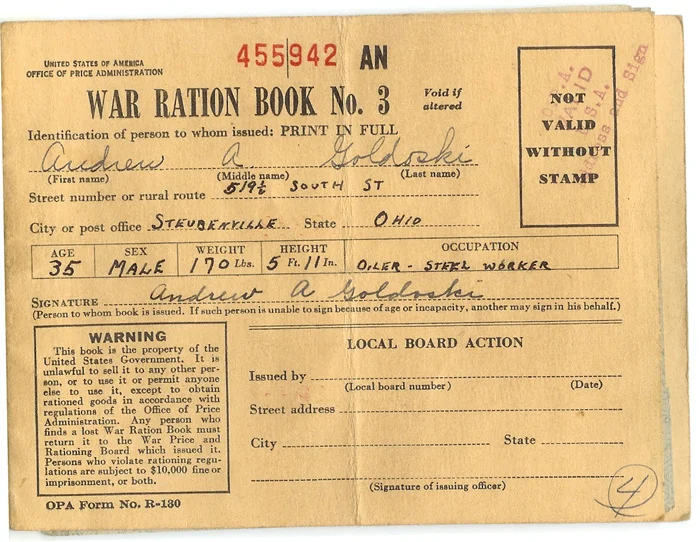 UNITED STATES OF AMERICA
OFFICE OF PRICE ADMINISTRATION
455942 AN
WAR RATION BOOK No. 3
Void if
altered
NOT
VALID
WITHOUT
STAMP
Identification of person to whom issued: PRINT IN FULL
Andrew A Goldoski
(First name) (Middle name) (Last name)
Street number or rural route 519½ SOUTH ST
City or post office STEUBENVILLE State OHIO
AGE SEX WEIGHT HEIGHT OCCUPATION
35 MALE 170 Lbs. 5 Ft. 11 In. OILER - STEEL WORKER
SIGNATURE Andrew A Goldoski
(Person to whom book is issued. If such person is unable to sign because of age or incapacity, another may sign in his behalf.)
WARNING
This book is the property of the
United States Government. It is
unlawful to sell it to any other per-
son, or to use it or permit anyone
else to use it, except to obtain
rationed goods in accordance with
regulations of the Office of Price
Administration. Any person who
finds a lost War Ration Book must
return it to the War Price and
Rationing Board which issued it.
Persons who violate rationing regu-
lations are subject to $10,000 fine or
imprisonment, or both.
OPA Form No. R-130
LOCAL BOARD ACTION
Issued by
(Local board number) (Date)
Street address
City State
(Signature of issuing officer)
4